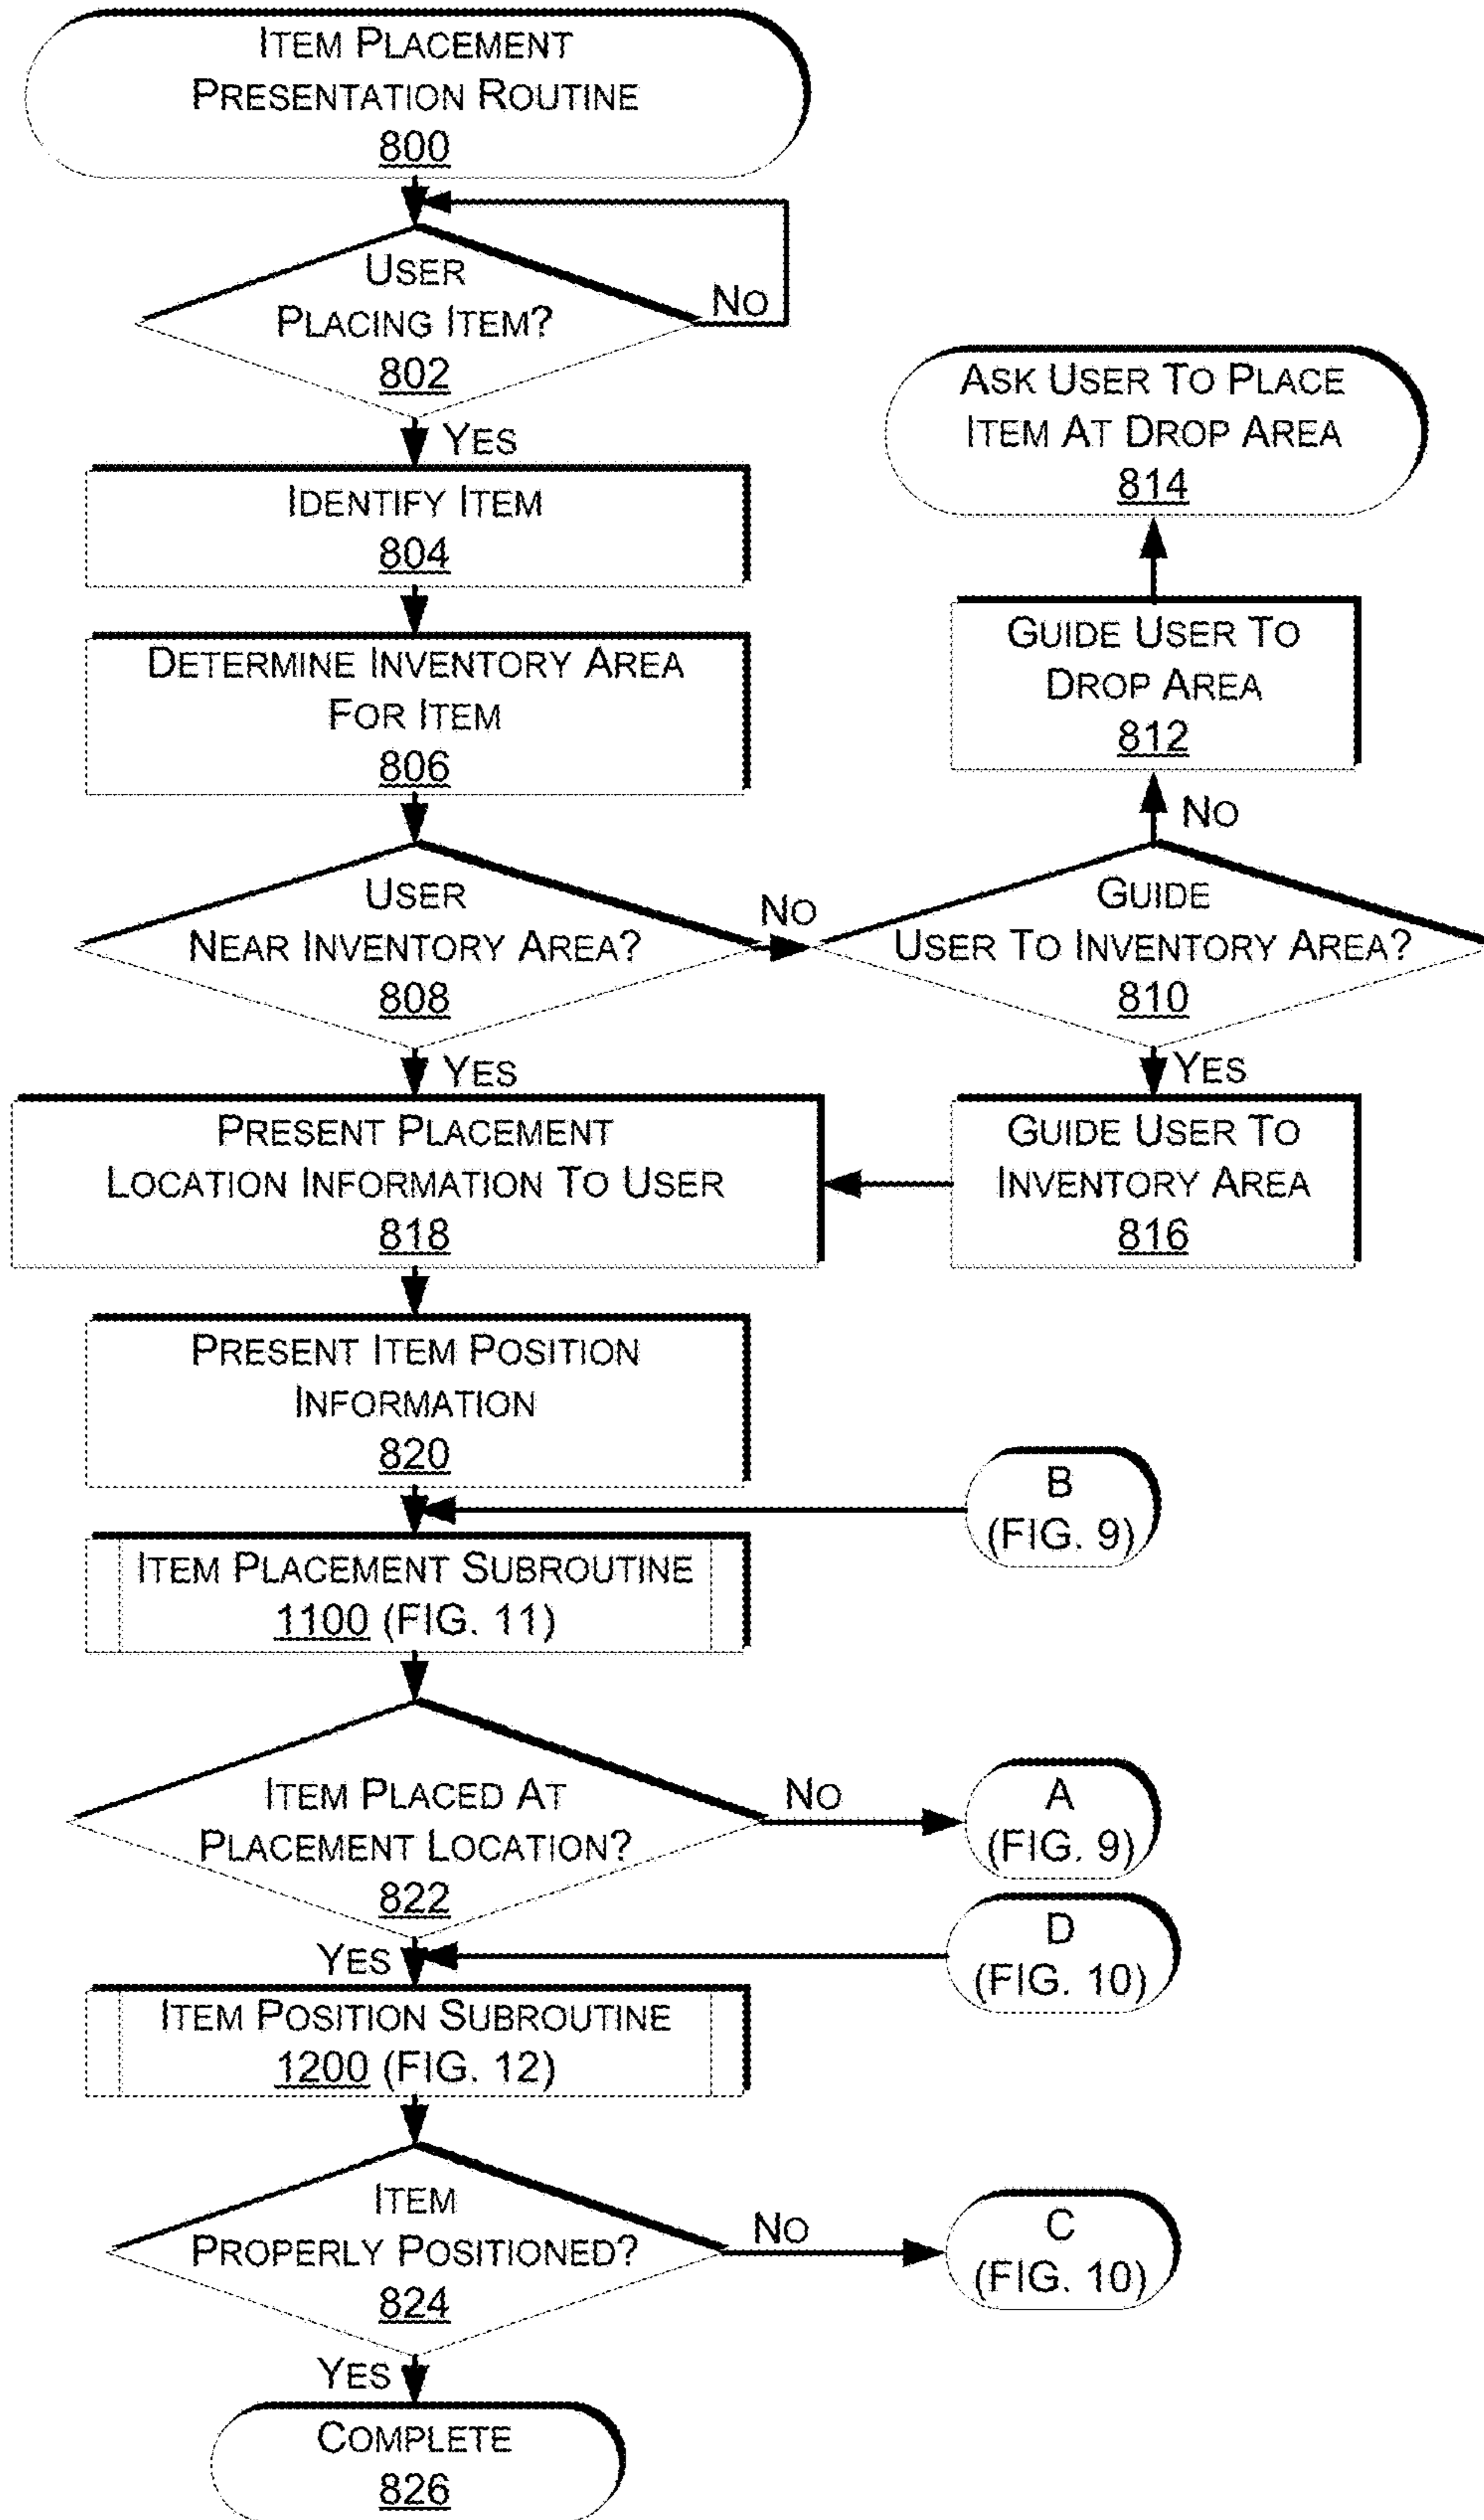 ITEM PLACEMENT
PRESENTATION ROUTINE
800
USER
PLACING ITEM?
802
NO
YES
IDENTIFY ITEM
804
DETERMINE INVENTORY AREA
FOR ITEM
806
USER
NEAR INVENTORY AREA?
808
NO
GUIDE
USER TO INVENTORY AREA?
810
NO
GUIDE USER TO
DROP AREA
812
ASK USER TO PLACE
ITEM AT DROP AREA
814
YES
GUIDE USER TO
INVENTORY AREA
816
YES
PRESENT PLACEMENT
LOCATION INFORMATION TO USER
818
PRESENT ITEM POSITION
INFORMATION
820
B
(FIG. 9)
ITEM PLACEMENT SUBROUTINE
1100 (FIG. 11)
ITEM PLACED AT
PLACEMENT LOCATION?
822
NO
A
(FIG. 9)
YES
D
(FIG. 10)
ITEM POSITION SUBROUTINE
1200 (FIG. 12)
ITEM
PROPERLY POSITIONED?
824
NO
C
(FIG. 10)
YES
COMPLETE
826